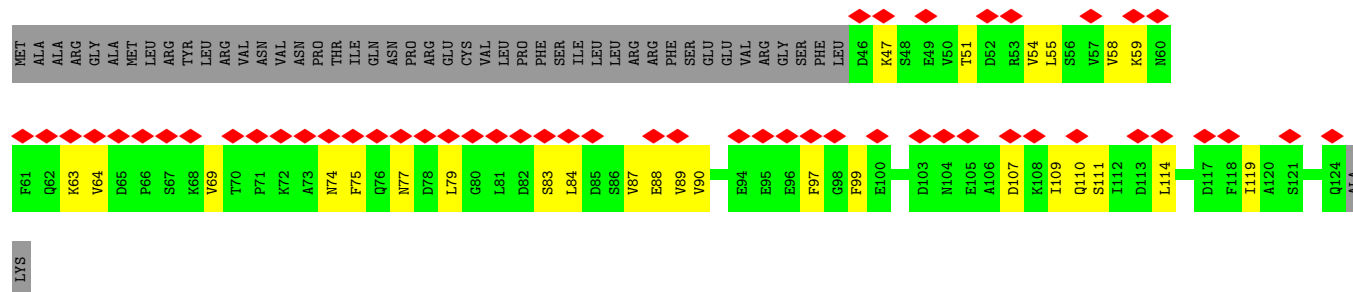 MET ALA ALA ARG GLY ALA MET LEU ARG TYR LEU ARG VAL ASN VAL ASN PRO THR ILE GLN ASN PRO ARG GLU CYS VAL LEU PRO PHE SER ILE LEU LEU ARG ARG PHE SER GLU GLU VAL ARG GLY SER PHE LEU D46 K47 S48 E49 V50 T51 D52 R53 V54 L55 S56 V57 V58 K59 N60
F61 Q62 K63 V64 D65 P66 S67 K68 V69 T70 P71 K72 A73 N74 F75 Q76 N77 D78 L79 G80 L81 D82 S83 L84 D85 S86 V87 E88 V89 V90 E94 E95 E96 F97 G98 F99 E100 D103 N104 E105 A106 D107 K108 I109 Q110 S111 I112 D113 L114 D117 F118 I119 A120 S121 Q124 ALA
LYS